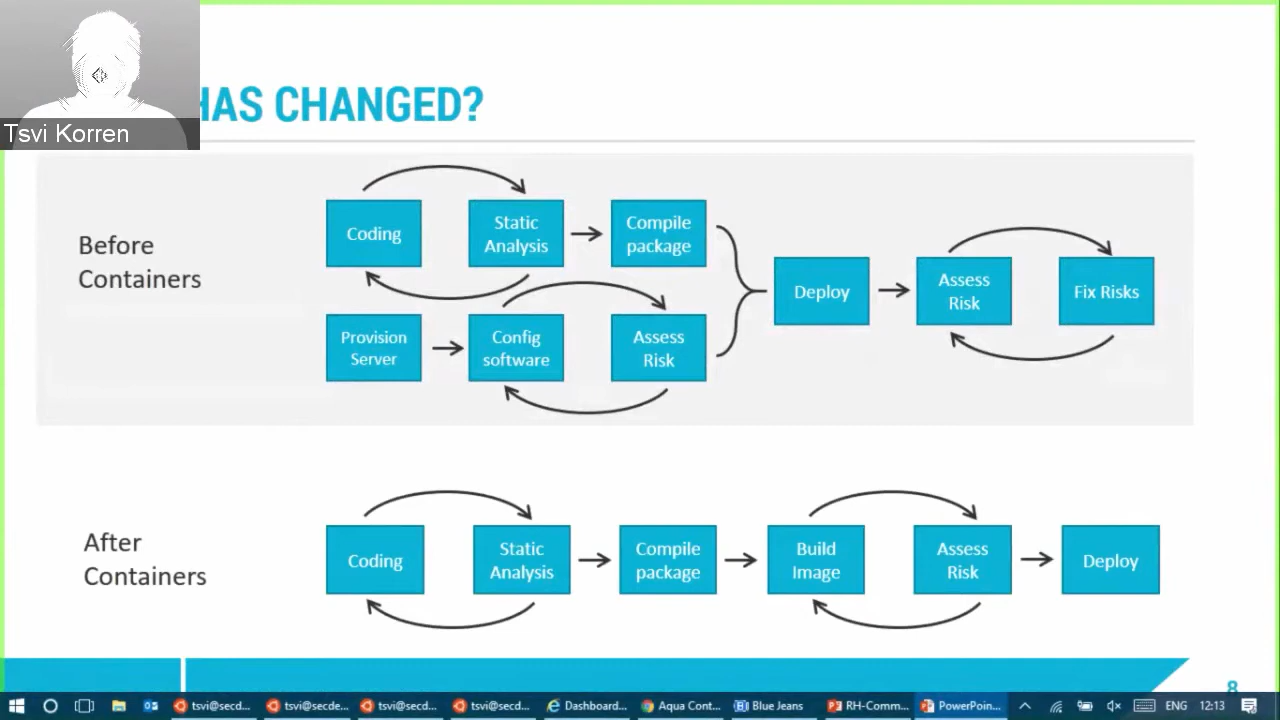 Tsvi Korren
HAS CHANGED?
Before
Containers
Coding
Static
Analysis
Compile
package
Provision
Server
Config
software
Assess
Risk
Deploy
Assess
Risk
Fix Risks
After
Containers
Coding
Static
Analysis
Compile
package
Build
Image
Assess
Risk
Deploy
8
tsvi@secd...
tsvi@secde...
tsvi@secd...
tsvi@secd...
Dashboard...
Aqua Cont...
Blue Jeans
RH-Comm...
PowerPoin...
ENG
12:13